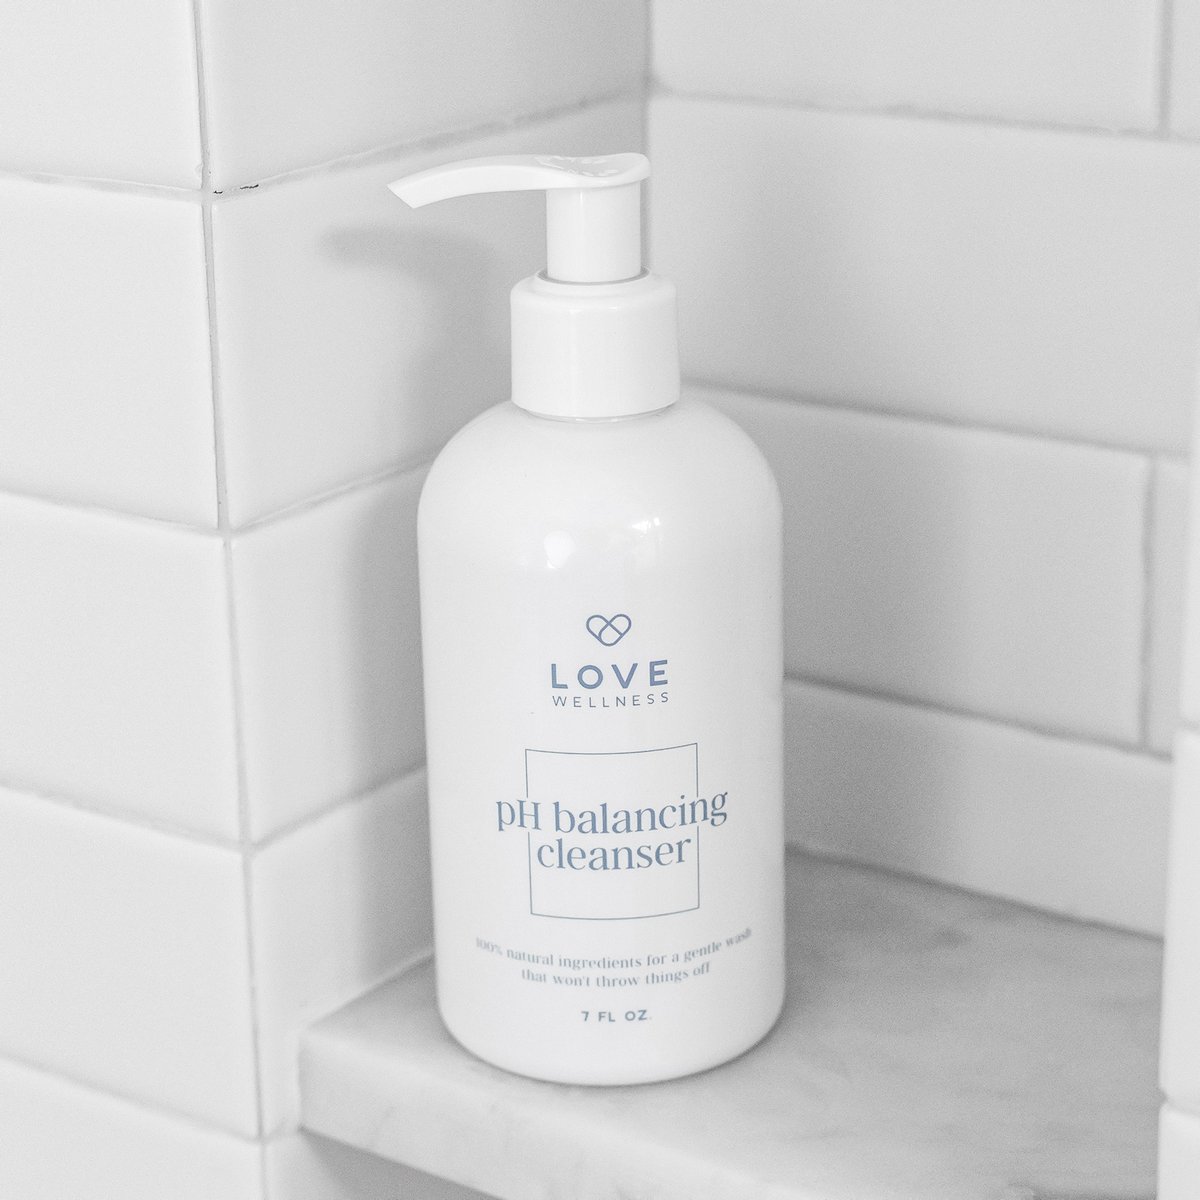 LOVE
WELLNESS
pH balancing
cleanser
100% natural ingredients for a gentle wash
that won't throw things off
7 FL OZ.